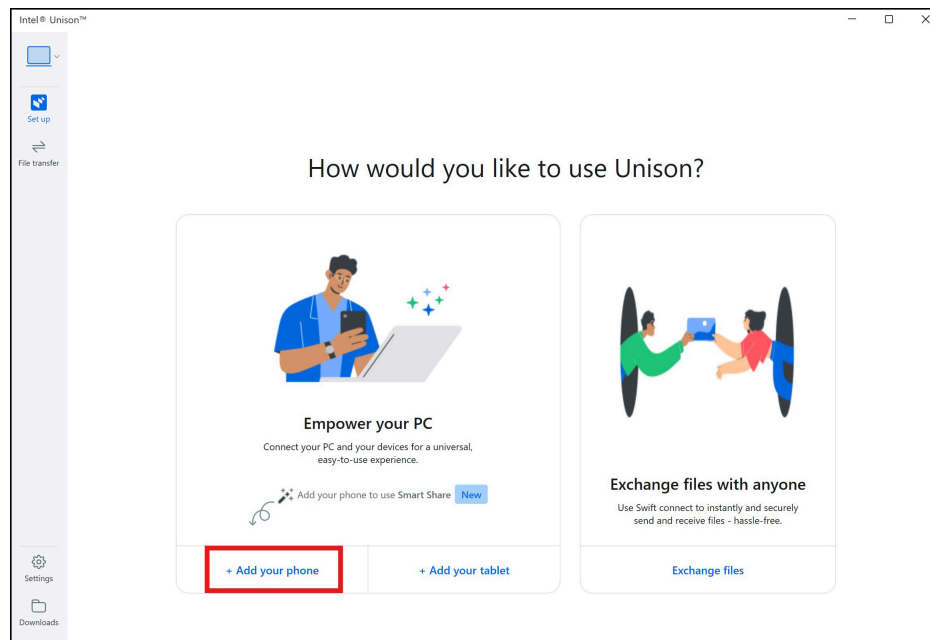 Intel® Unison™
Set up
File transfer
How would you like to use Unison?
Empower your PC
Connect your PC and your devices for a universal,
easy-to-use experience.
Add your phone to use Smart Share New
+ Add your phone
+ Add your tablet
Exchange files with anyone
Use Swift connect to instantly and securely
send and receive files - hassle-free.
Exchange files
Settings
Downloads